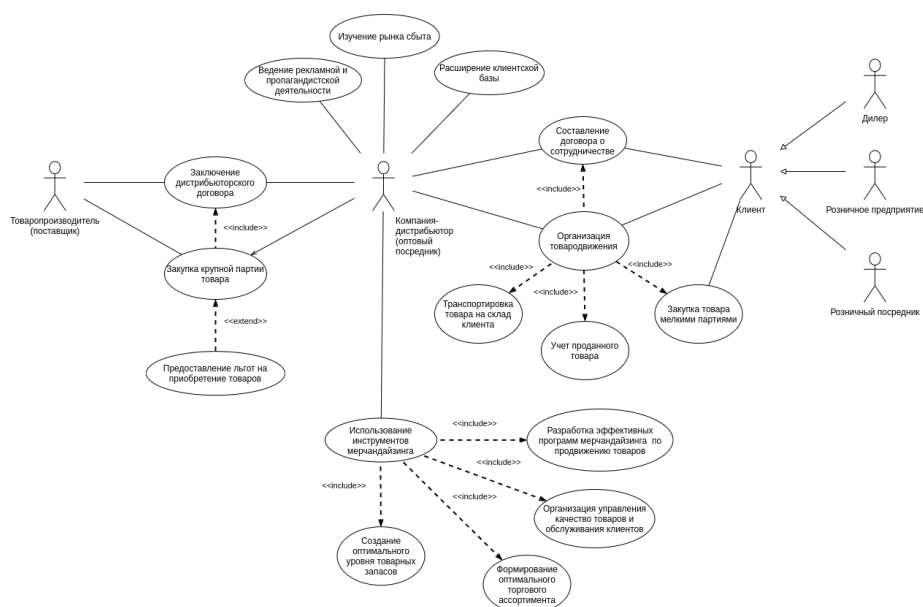 Изучение рынка сбыта
Ведение рекламной и
пропагандистской
деятельности
Расширение клиентской
базы
Дилер
Составление
договора о
сотрудничестве
Заключение
дистрибьюторского
договора
<<include>>
Товаропроизводитель
(поставщик)
Компания-
дистрибьютор
(оптовый
посредник)
Клиент
Розничное предприятие
<<include>>
Организация
товародвижения
Закупка крупной партии
товара
<<include>>
<<include>>
<<include>>
Транспортировка
товара на склад
клиента
Закупка товара
мелкими партиями
Розничный посредник
<<extend>>
Учет проданного
товара
Предоставление льгот на
приобретение товаров
Использование
инструментов
мерчандайзинга
<<include>>
Разработка эффективных
программ мерчандайзинга по
продвижению товаров
<<include>>
<<include>>
<<include>>
Организация управления
качество товаров и
обслуживания клиентов
Создание
оптимального
уровня товарных
запасов
Формирование
оптимального
торгового
ассортимента